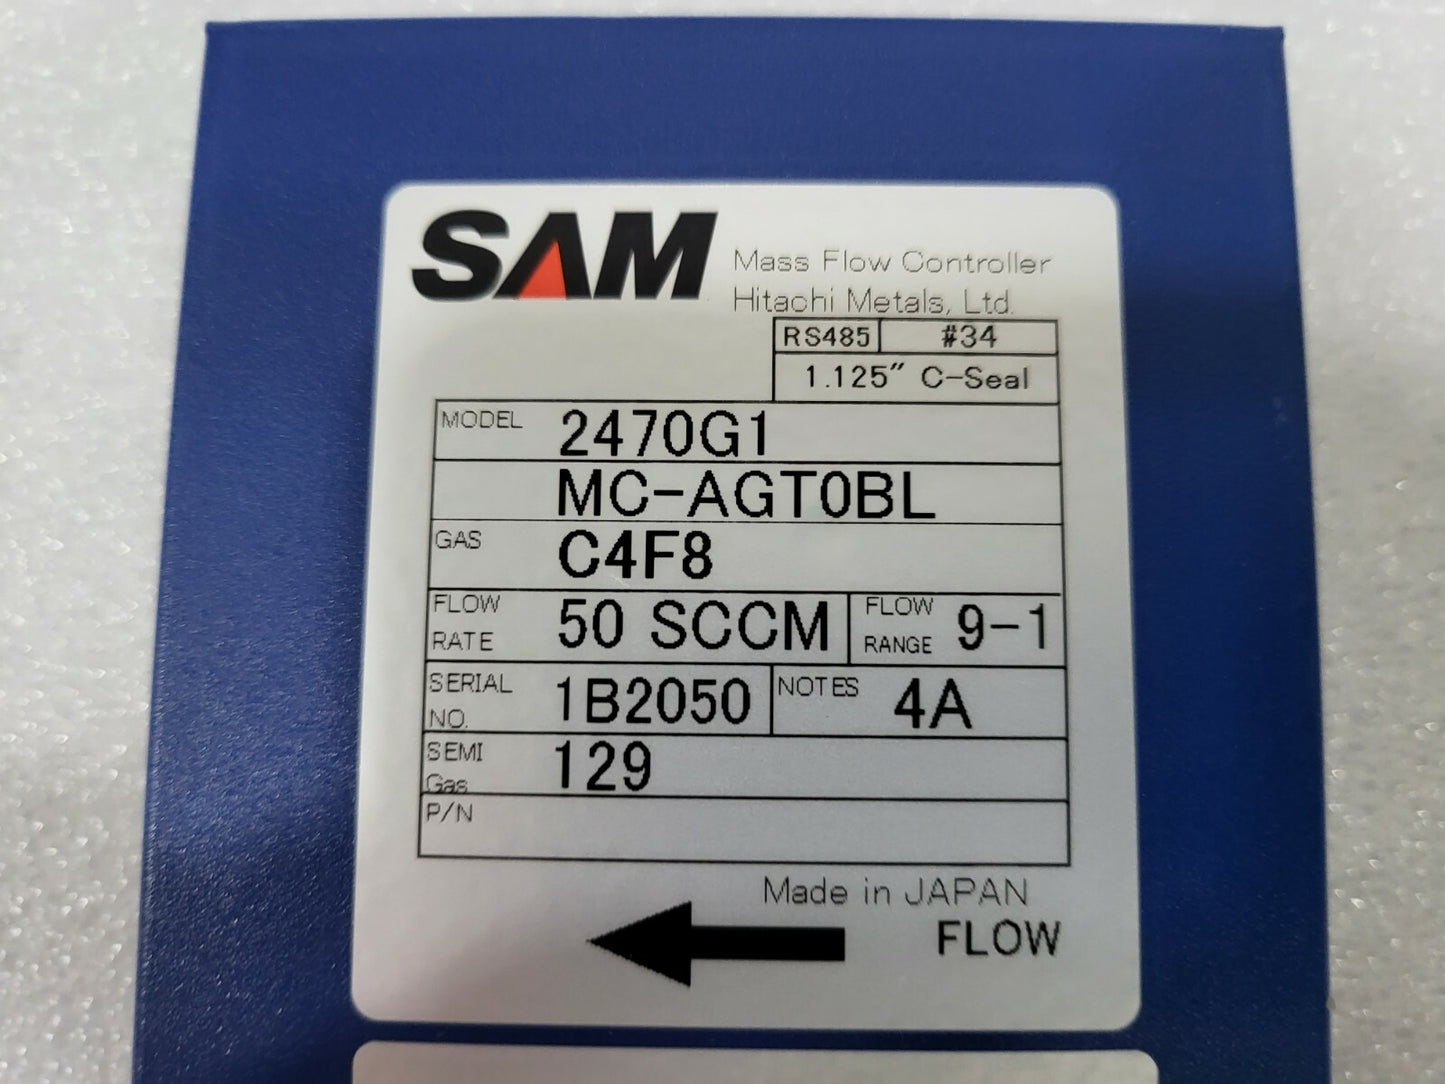 SAM
Mass Flow Controller
Hitachi Metals, Ltd.
RS485 #34
1.125" C-Seal
MODEL 2470G1
MC-AGT0BL
GAS C4F8
FLOW RATE 50 SCCM FLOW RANGE 9-1
SERIAL NO. 1B2050 NOTES 4A
SEMI Gas 129
P/N
Made in JAPAN
FLOW